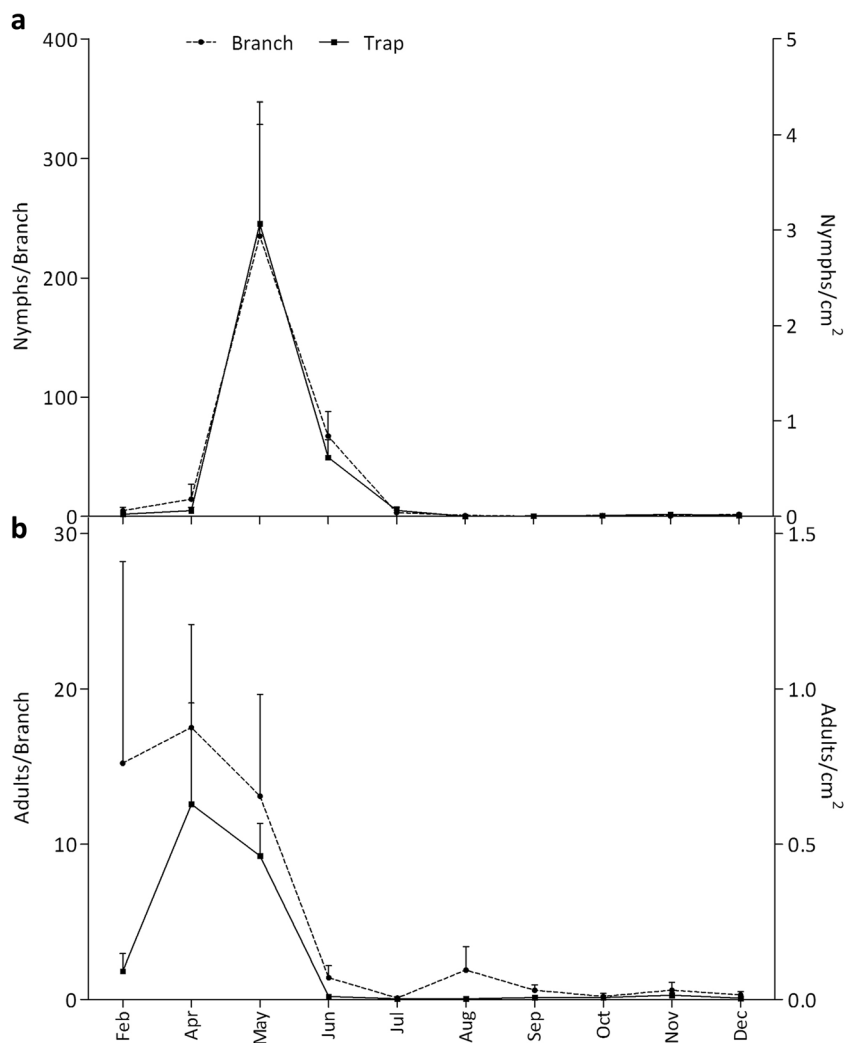 a
Branch Trap
400
300
200
100
0
Nymphs/Branch
5
4
3
2
1
0
Nymphs/cm²
b
30
20
10
0
Adults/Branch
1.5
1.0
0.5
0.0
Adults/cm²
Feb
Apr
May
Jun
Jul
Aug
Sep
Oct
Nov
Dec